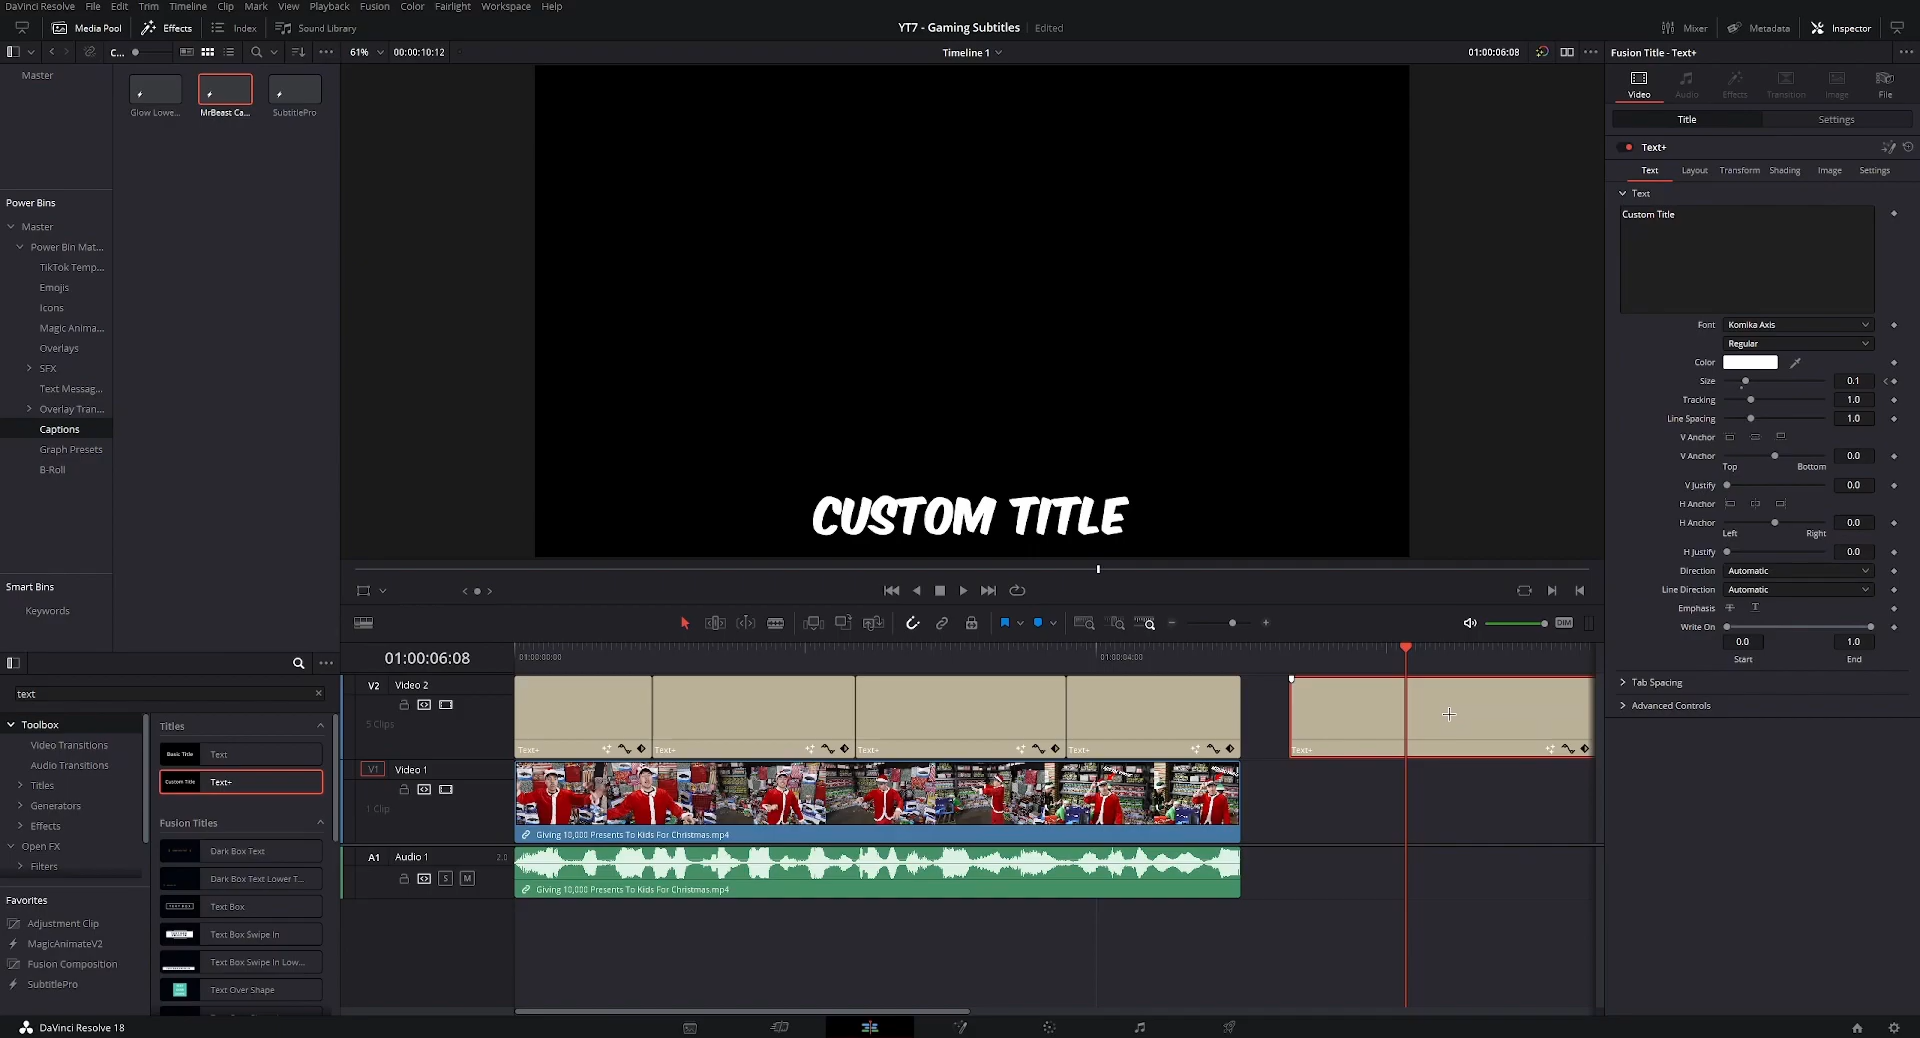 DaVinci Resolve File Edit Trim Timeline Clip Mark View Playback Fusion Color Fairlight Workspace Help
Media Pool Effects Index Sound Library YT7 - Gaming Subtitles Edited Mixer Metadata Inspector
C... 61% 00:00:10:12 Timeline 1 01:00:06:08 Fusion Title - Text+
Master
Glow Lowe... MrBeast Ca... SubtitlePro
Video Audio Effects Transition Image File
Title Settings
Text+
Text Layout Transform Shading Image Settings
Text
Custom Title
Power Bins
Master
Power Bin Mat...
TikTok Temp...
Emojis
Icons
Magic Anima...
Overlays
SFX
Text Messag...
Overlay Tran...
Captions
Graph Presets
B-Roll
Smart Bins
Keywords
CUSTOM TITLE
Font Komika Axis
Regular
Color
Size 0.1
Tracking 1.0
Line Spacing 1.0
V Anchor
V Anchor 0.0
Top Bottom
V Justify 0.0
H Anchor
H Anchor 0.0
Left Right
H Justify 0.0
Direction Automatic
Line Direction Automatic
Emphasis T T
Write On
0.0 1.0
Start End
Tab Spacing
Advanced Controls
DIM
01:00:06:08 01:00:00:00 01:00:04:00
V2 Video 2
5 Clips
Text+ Text+ Text+ Text+ Text+
V1 Video 1
1 Clip
Giving 10,000 Presents To Kids For Christmas.mp4
A1 Audio 1 2.0
S M
Giving 10,000 Presents To Kids For Christmas.mp4
text
Toolbox
Video Transitions
Audio Transitions
Titles
Generators
Effects
Open FX
Filters
Favorites
Adjustment Clip
MagicAnimateV2
Fusion Composition
SubtitlePro
Titles
Basic Title Text
Custom Title Text+
Fusion Titles
Dark Box Text
Dark Box Text Lower T...
TEXT BOX Text Box
Text Box Swipe In
Text Box Swipe In Low...
Text Over Shape
DaVinci Resolve 18